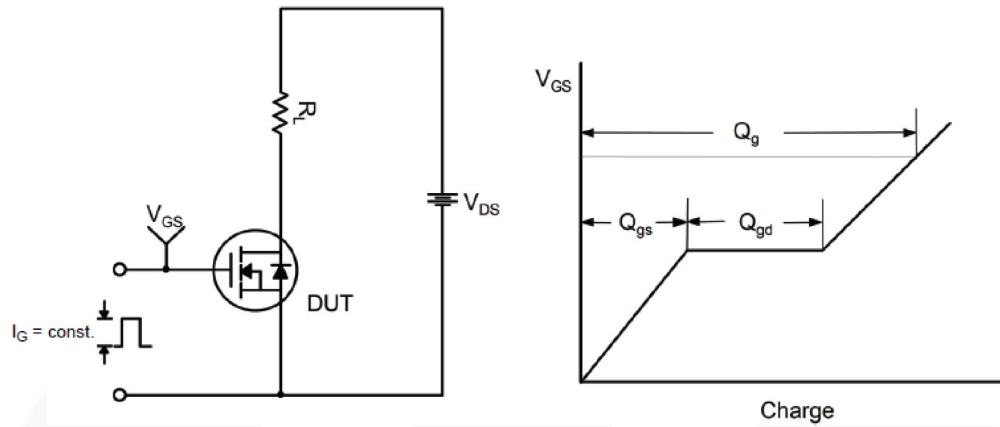 R_L
V_GS
V_DS
DUT
I_G = const.
V_GS
Q_g
Q_gs
Q_gd
Charge